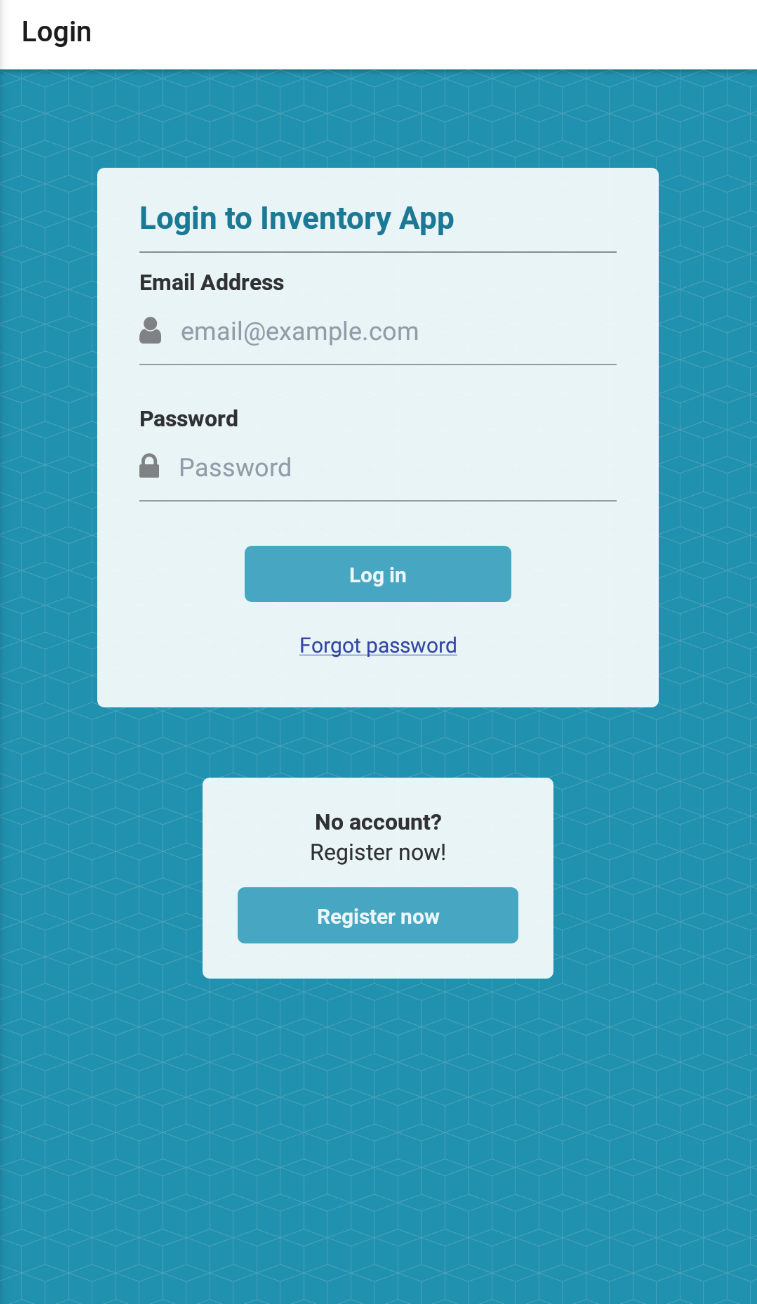 Login
Login to Inventory App
Email Address
email@example.com
Password
Password
Log in
Forgot password
No account?
Register now!
Register now